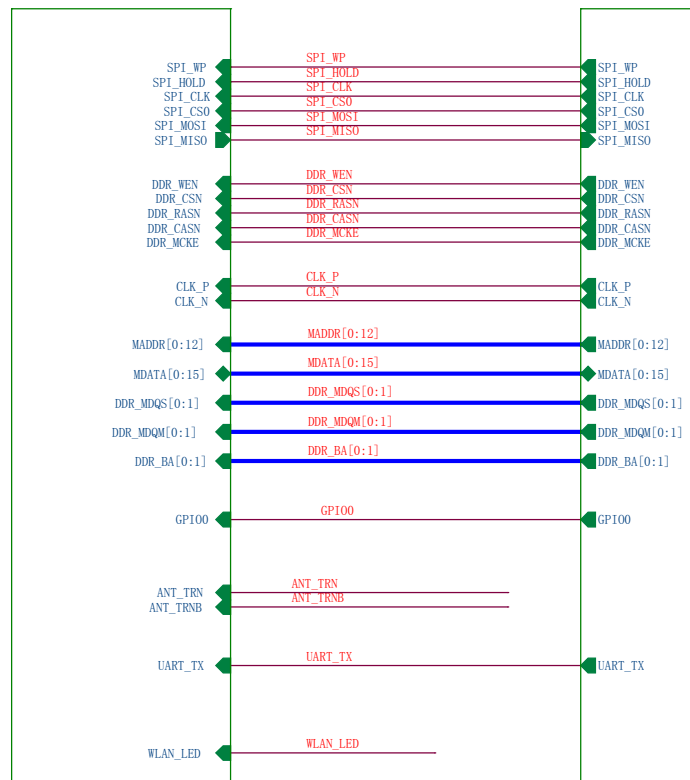 SPI_WP SPI_WP SPI_WP
SPI_HOLD SPI_HOLD SPI_HOLD
SPI_CLK SPI_CLK SPI_CLK
SPI_CS0 SPI_CS0 SPI_CS0
SPI_MOSI SPI_MOSI SPI_MOSI
SPI_MISO SPI_MISO SPI_MISO
DDR_WEN DDR_WEN DDR_WEN
DDR_CSN DDR_CSN DDR_CSN
DDR_RASN DDR_RASN DDR_RASN
DDR_CASN DDR_CASN DDR_CASN
DDR_MCKE DDR_MCKE DDR_MCKE
CLK_P CLK_P CLK_P
CLK_N CLK_N CLK_N
MADDR[0:12] MADDR[0:12] MADDR[0:12]
MDATA[0:15] MDATA[0:15] MDATA[0:15]
DDR_MDQS[0:1] DDR_MDQS[0:1] DDR_MDQS[0:1]
DDR_MDQM[0:1] DDR_MDQM[0:1] DDR_MDQM[0:1]
DDR_BA[0:1] DDR_BA[0:1] DDR_BA[0:1]
GPIO0 GPIO0 GPIO0
ANT_TRN ANT_TRN
ANT_TRNB ANT_TRNB
UART_TX UART_TX UART_TX
WLAN_LED WLAN_LED